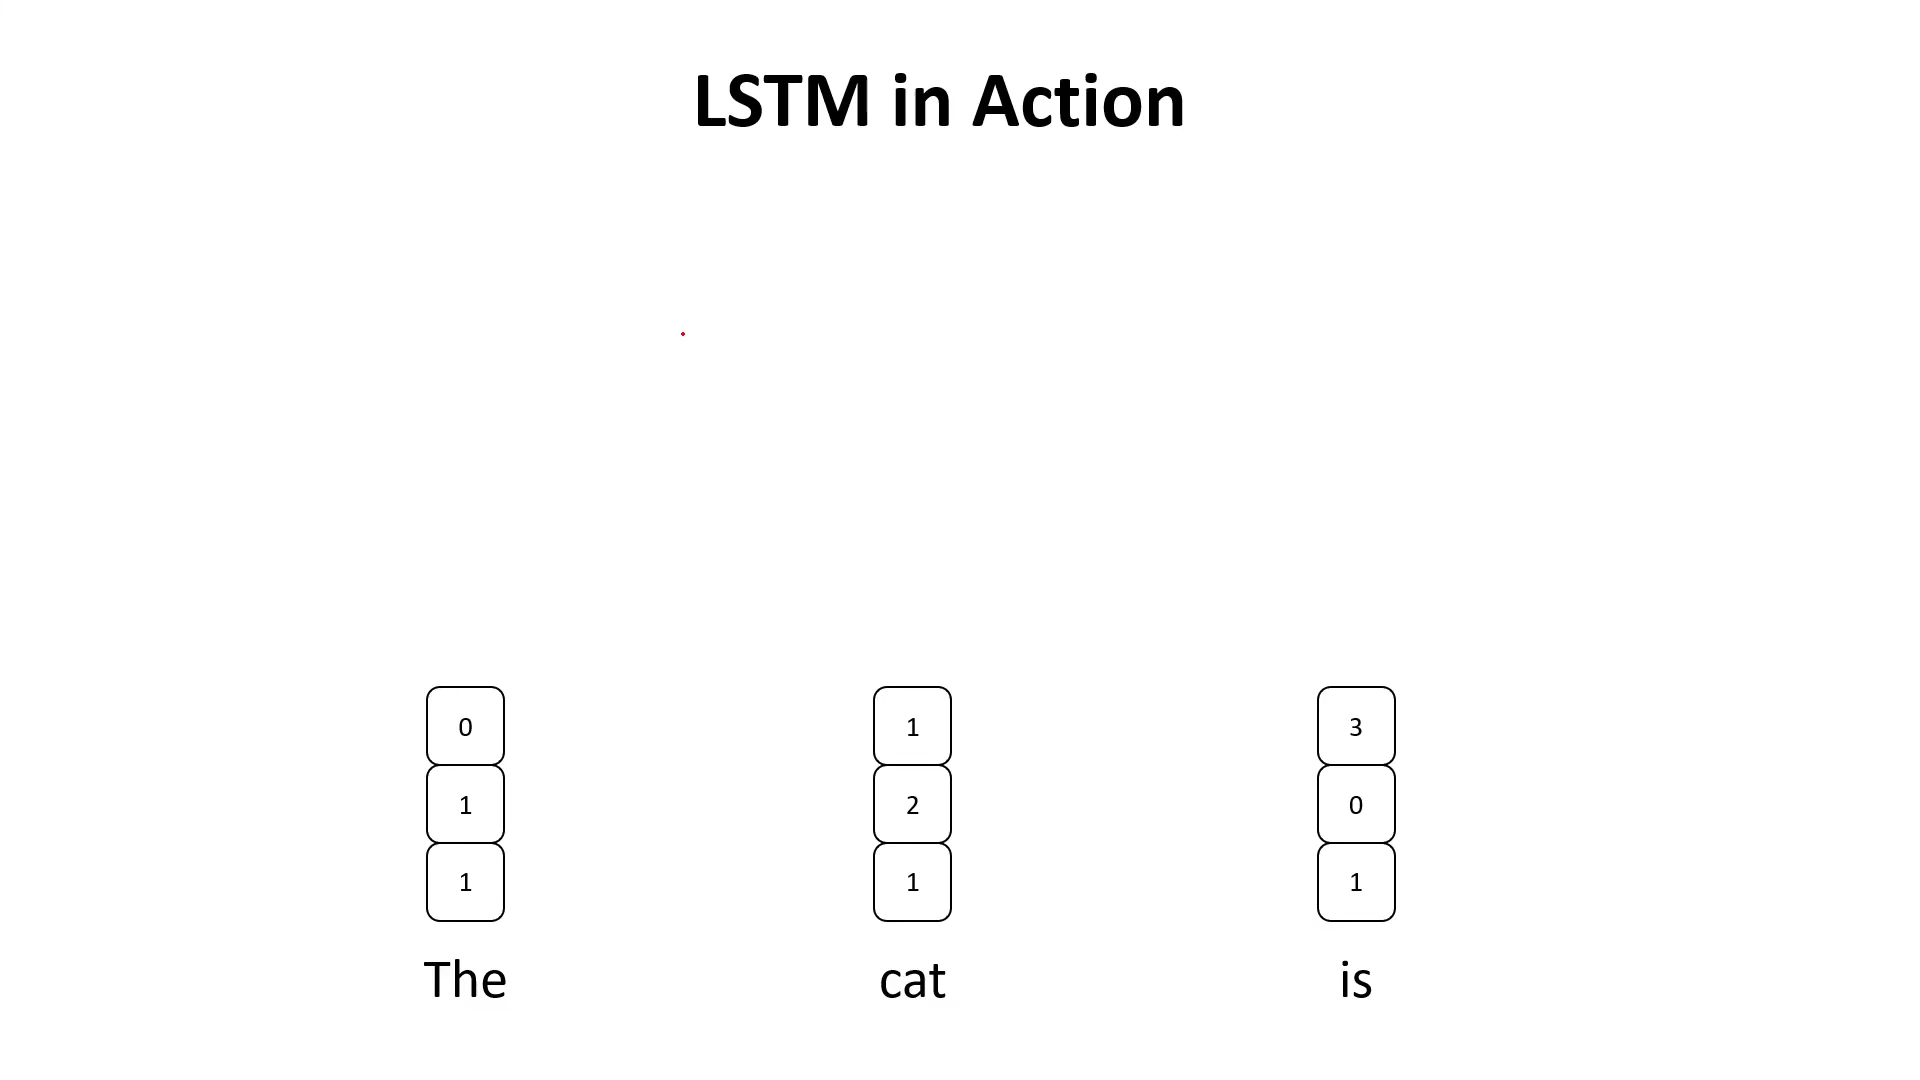 LSTM in Action
0 1 3
1 2 0
1 1 1
The cat is